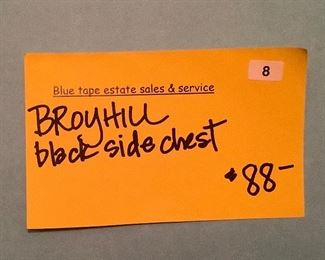 8
Blue tape estate sales & service
BROYHILL
black side chest
$88-